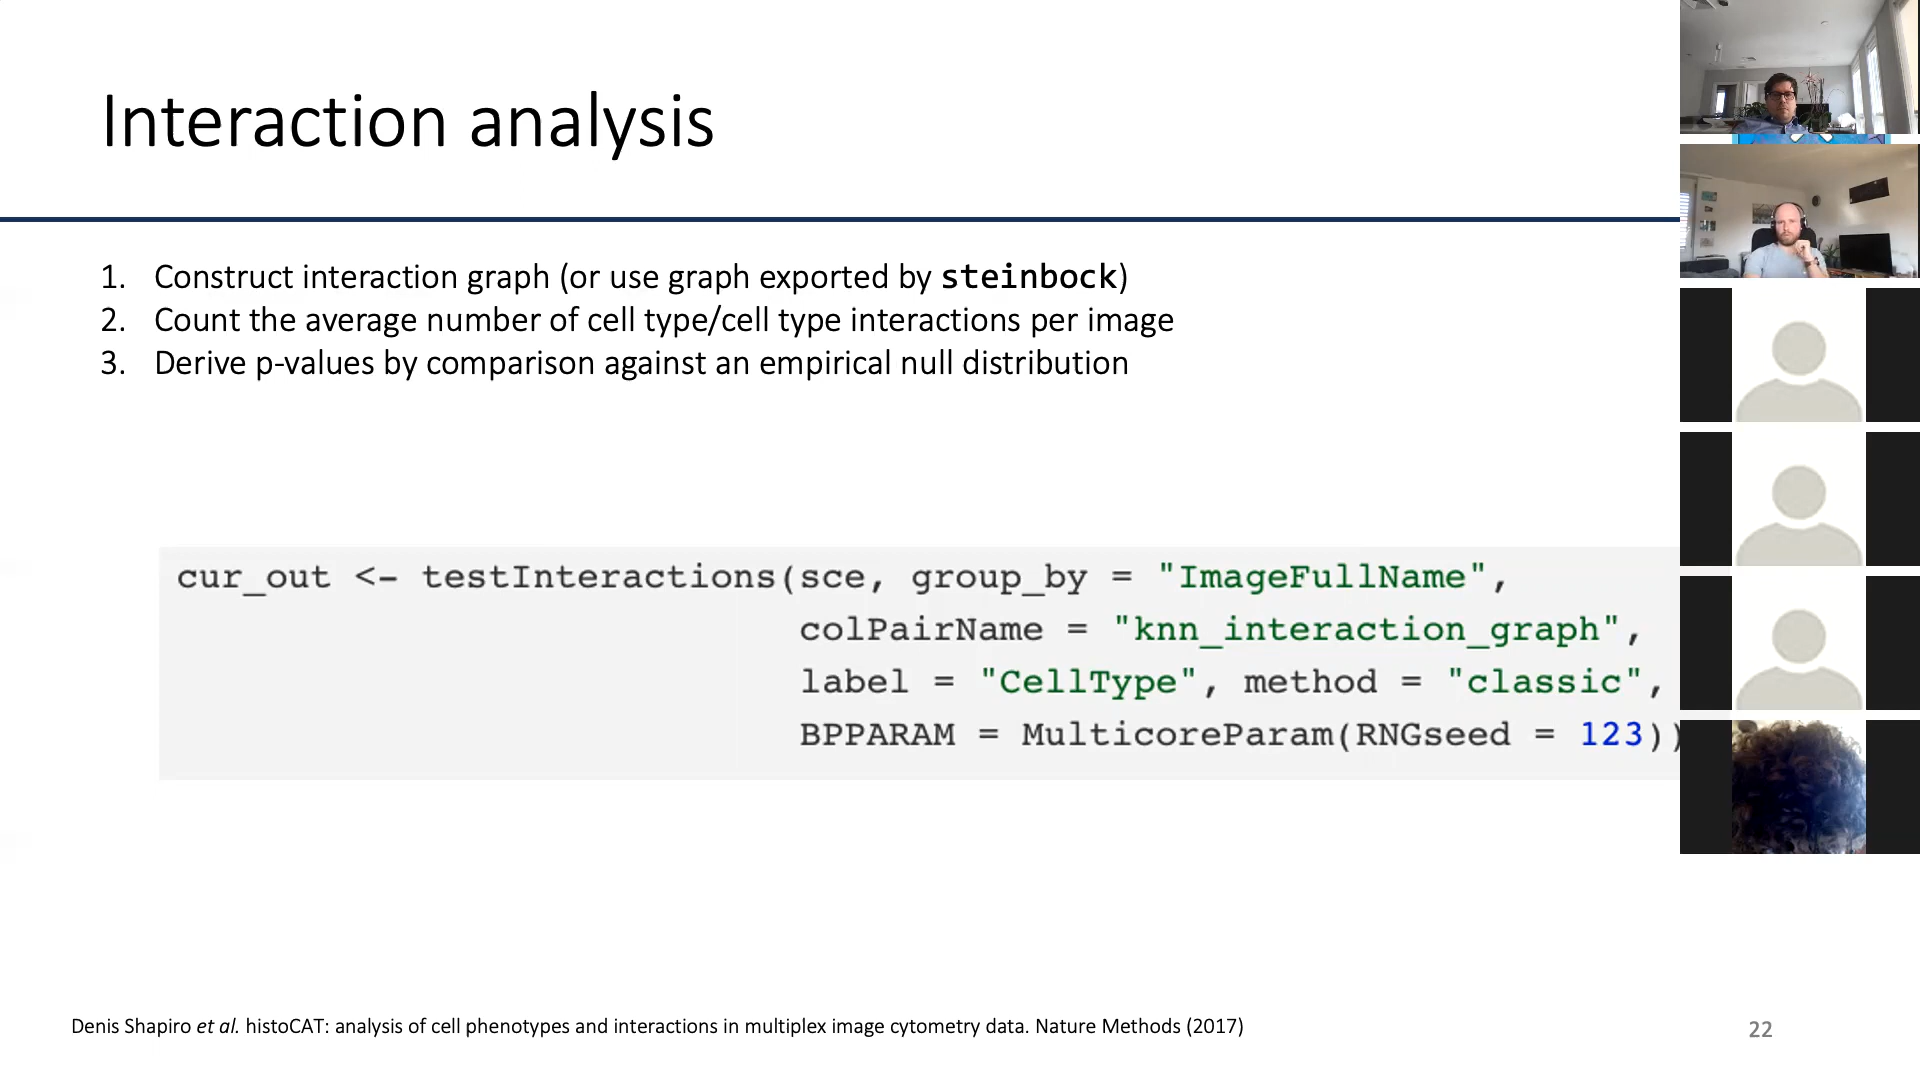 Interaction analysis
1. Construct interaction graph (or use graph exported by steinbock)
2. Count the average number of cell type/cell type interactions per image
3. Derive p-values by comparison against an empirical null distribution
cur_out <- testInteractions(sce, group_by = "ImageFullName",
colPairName = "knn_interaction_graph",
label = "CellType", method = "classic",
BPPARAM = MulticoreParam(RNGseed = 123))
Denis Shapiro et al. histoCAT: analysis of cell phenotypes and interactions in multiplex image cytometry data. Nature Methods (2017)
22